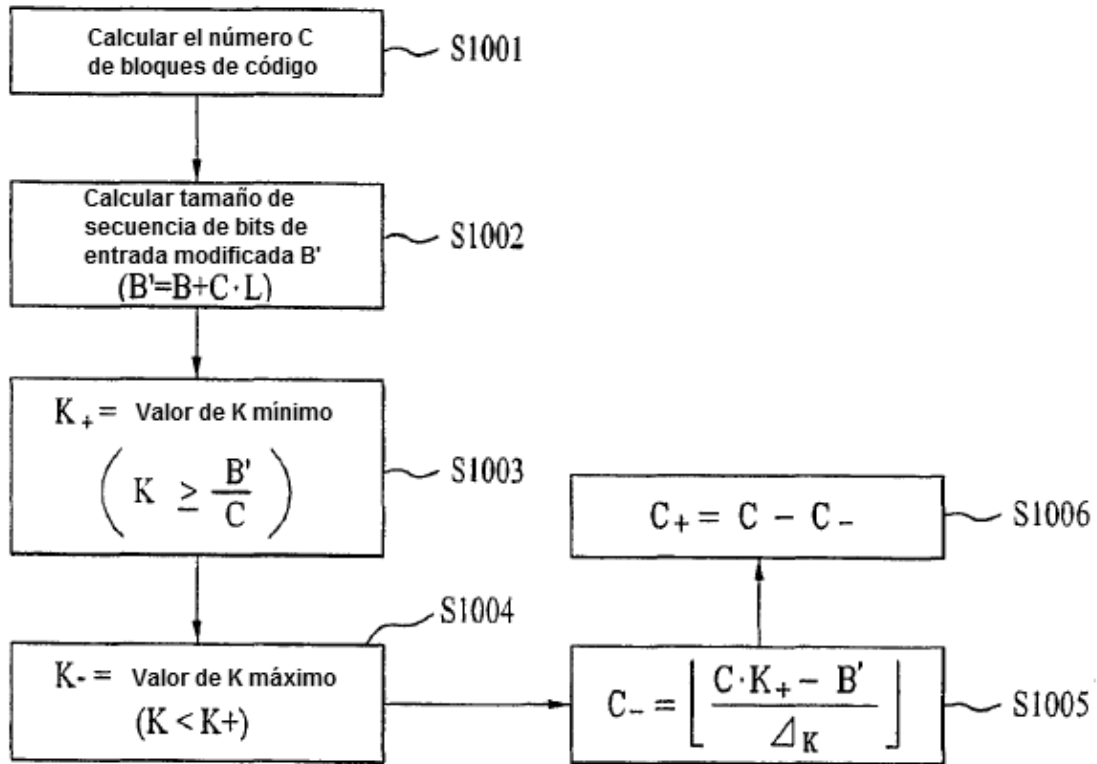 Calcular el número C
de bloques de código
S1001
Calcular tamaño de
secuencia de bits de
entrada modificada B'
(B'=B+C·L)
S1002
K+ = Valor de K mínimo
(K ≥ B'/C)
S1003
K- = Valor de K máximo
(K < K+)
S1004
C- = ⌊(C·K+ − B')/⊿K⌋
S1005
C+ = C − C-
S1006